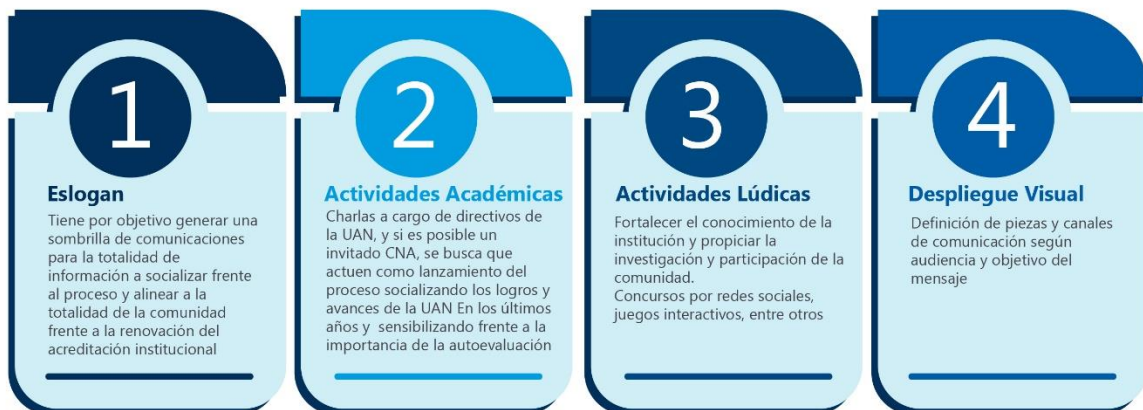 1
Eslogan
Tiene por objetivo generar una
sombrilla de comunicaciones
para la totalidad de
información a socializar frente
al proceso y alinear a la
totalidad de la comunidad
frente a la renovación del
acreditación institucional
2
Actividades Académicas
Charlas a cargo de directivos de
la UAN, y si es posible un
invitado CNA, se busca que
actuen como lanzamiento del
proceso socializando los logros y
avances de la UAN En los últimos
años y  sensibilizando frente a la
importancia de la autoevaluación
3
Actividades Lúdicas
Fortalecer el conocimiento de la
institución y propiciar la
investigación y participación de la
comunidad.
Concursos por redes sociales,
juegos interactivos, entre otros
4
Despliegue Visual
Definición de piezas y canales
de comunicación según
audiencia y objetivo del
mensaje